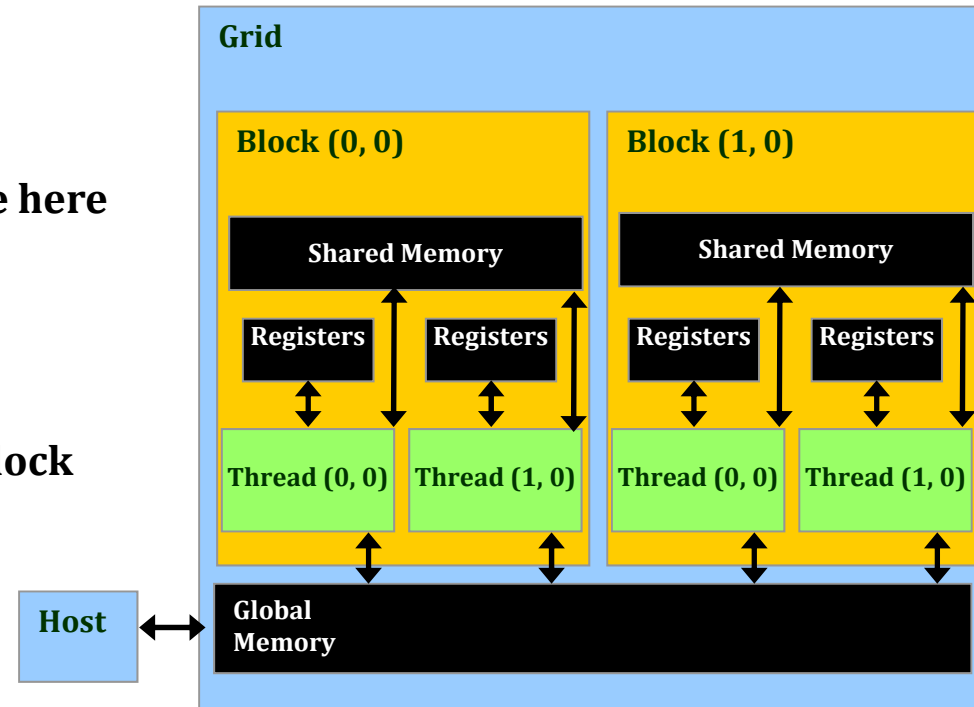 Grid
Block (0, 0)
Block (1, 0)
e here
Shared Memory
Shared Memory
Registers
Registers
Registers
Registers
lock
Thread (0, 0)
Thread (1, 0)
Thread (0, 0)
Thread (1, 0)
Host
Global
Memory